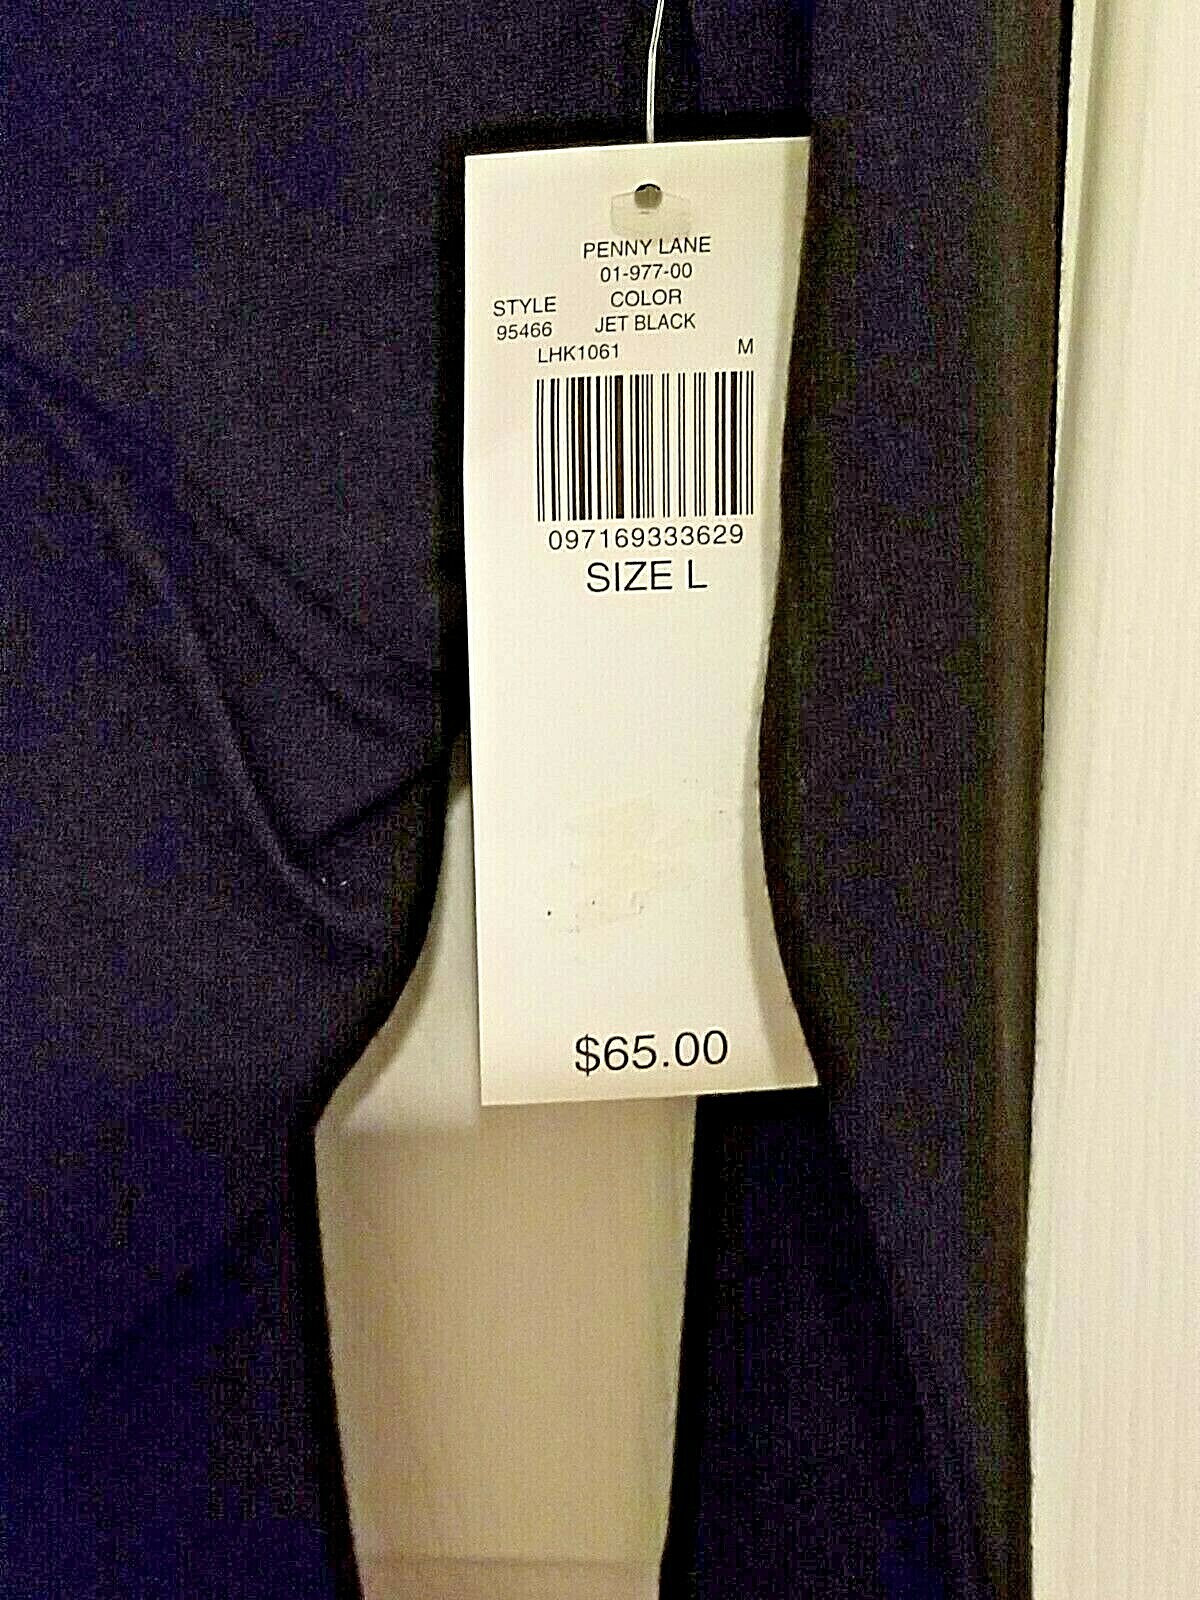 PENNY LANE
01-977-00
STYLE COLOR
95466 JET BLACK
LHK1061 M
097169333629
SIZE L
$65.00